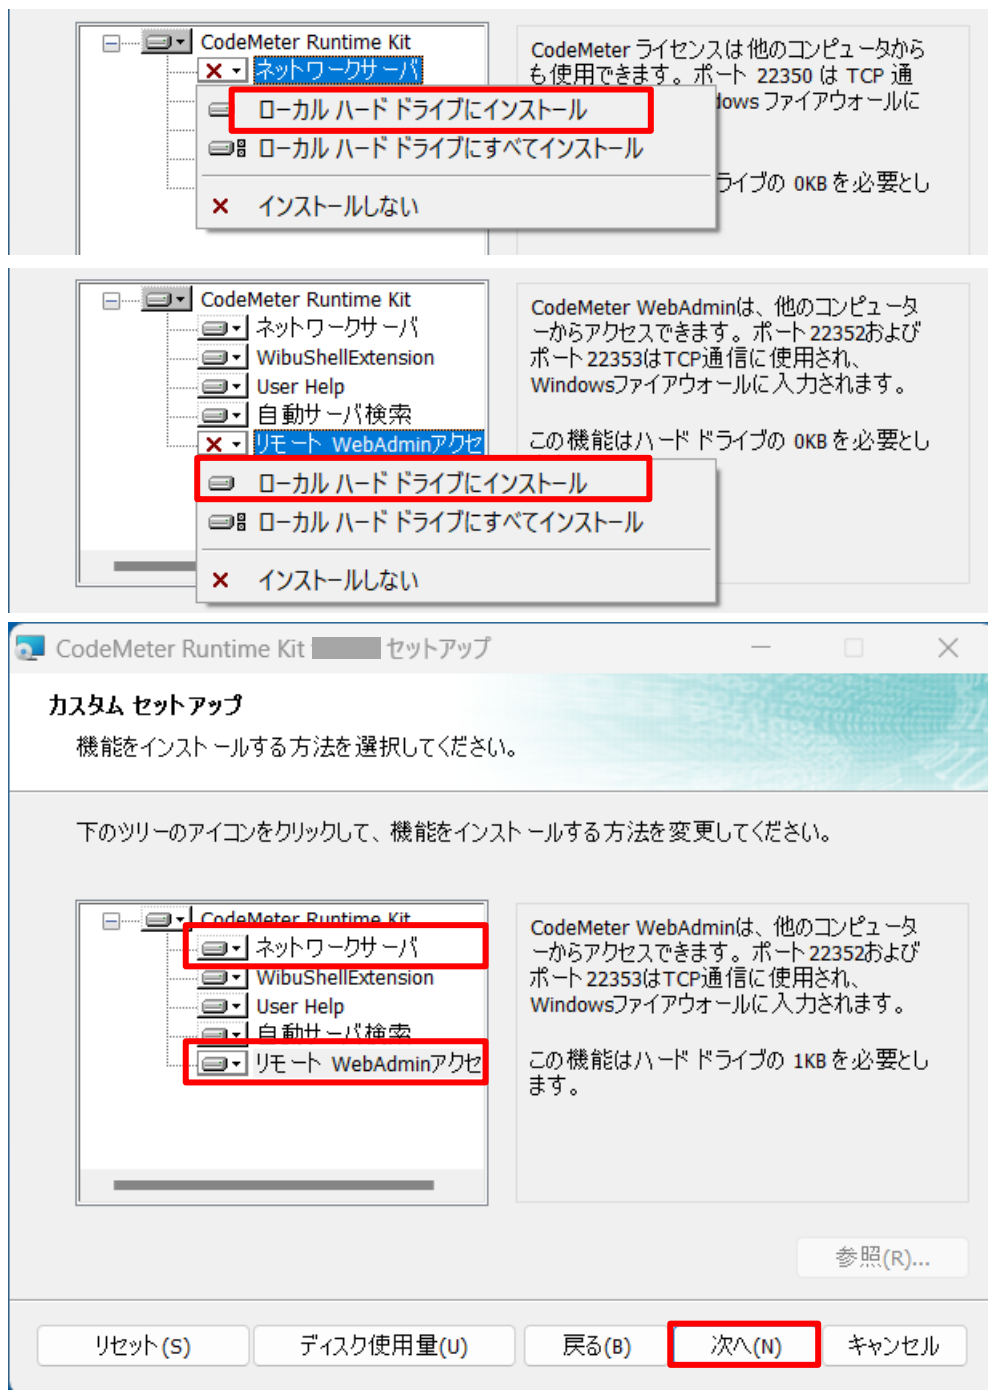 CodeMeter Runtime Kit
ネットワークサーバ
ローカル ハード ドライブにインストール
ローカル ハード ドライブにすべてインストール
インストールしない
CodeMeter ライセンスは他のコンピュータから
も使用できます。ポート 22350 は TCP 通
dows ファイアウォールに
ライブの 0KB を必要とし
CodeMeter Runtime Kit
ネットワークサーバ
WibuShellExtension
User Help
自動サーバ検索
リモート WebAdminアクセ
ローカル ハード ドライブにインストール
ローカル ハード ドライブにすべてインストール
インストールしない
CodeMeter WebAdminは、他のコンピュータ
ーからアクセスできます。ポート22352および
ポート22353はTCP通信に使用され、
Windowsファイアウォールに入力されます。
この機能はハード ドライブの 0KB を必要とし
CodeMeter Runtime Kit セットアップ
カスタム セットアップ
機能をインストールする方法を選択してください。
下のツリーのアイコンをクリックして、機能をインストールする方法を変更してください。
CodeMeter Runtime Kit
ネットワークサーバ
WibuShellExtension
User Help
自動サーバ検索
リモート WebAdminアクセ
CodeMeter WebAdminは、他のコンピュータ
ーからアクセスできます。ポート22352および
ポート22353はTCP通信に使用され、
Windowsファイアウォールに入力されます。
この機能はハード ドライブの 1KB を必要とし
ます。
参照(R)...
リセット(S)
ディスク使用量(U)
戻る(B)
次へ(N)
キャンセル